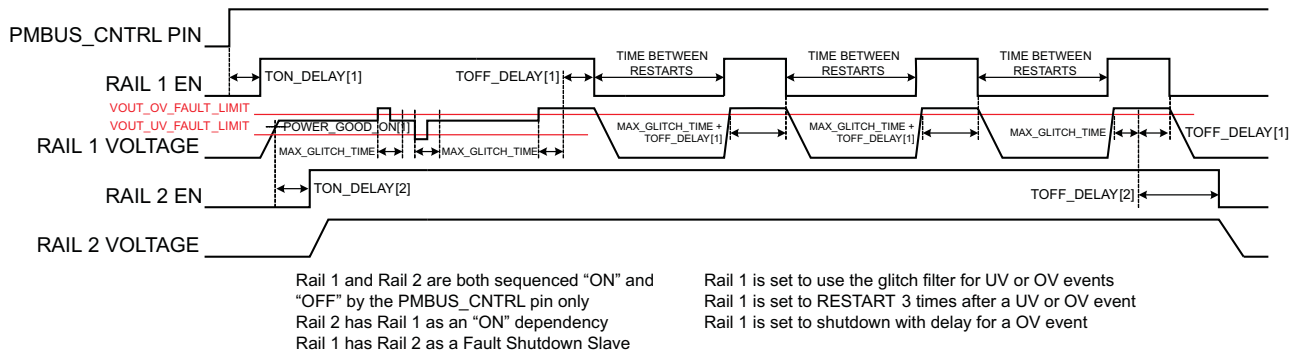 PMBUS_CNTRL PIN
TIME BETWEEN
RESTARTS
TIME BETWEEN
RESTARTS
TIME BETWEEN
RESTARTS
RAIL 1 EN
TON_DELAY[1]
TOFF_DELAY[1]
VOUT_OV_FAULT_LIMIT
VOUT_UV_FAULT_LIMIT
POWER_GOOD_ON[1]
RAIL 1 VOLTAGE
MAX_GLITCH_TIME
MAX_GLITCH_TIME
MAX_GLITCH_TIME +
TOFF_DELAY[1]
MAX_GLITCH_TIME +
TOFF_DELAY[1]
MAX_GLITCH_TIME
TOFF_DELAY[1]
RAIL 2 EN
TON_DELAY[2]
TOFF_DELAY[2]
RAIL 2 VOLTAGE
Rail 1 and Rail 2 are both sequenced “ON” and
“OFF” by the PMBUS_CNTRL pin only
Rail 2 has Rail 1 as an “ON” dependency
Rail 1 has Rail 2 as a Fault Shutdown Slave
Rail 1 is set to use the glitch filter for UV or OV events
Rail 1 is set to RESTART 3 times after a UV or OV event
Rail 1 is set to shutdown with delay for a OV event